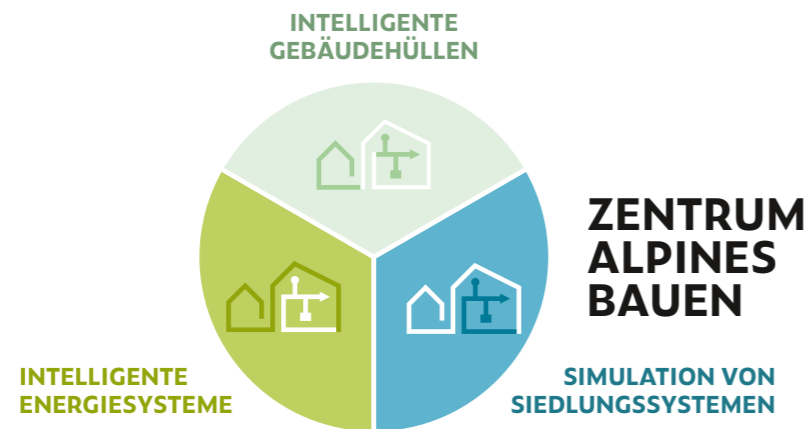 INTELLIGENTE
GEBÄUDEHÜLLEN
ZENTRUM
ALPINES
BAUEN
INTELLIGENTE
ENERGIESYSTEME
SIMULATION VON
SIEDLUNGSSYSTEMEN